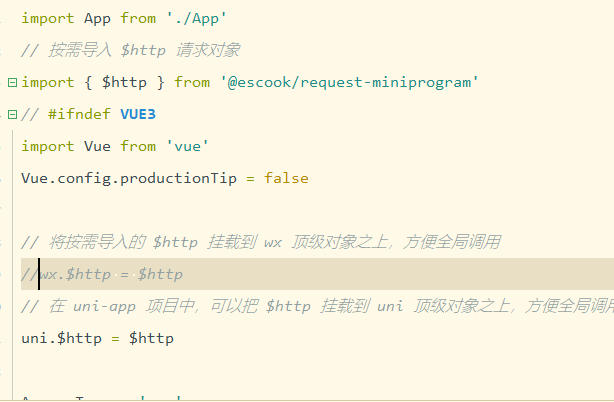 import App from './App'
// 按需导入 $http 请求对象
import { $http } from '@escook/request-miniprogram'
// #ifndef VUE3
import Vue from 'vue'
Vue.config.productionTip = false
// 将按需导入的 $http 挂载到 wx 顶级对象之上，方便全局调用
//wx.$http = $http
// 在 uni-app 项目中，可以把 $http 挂载到 uni 顶级对象之上，方便全局调用
uni.$http = $http